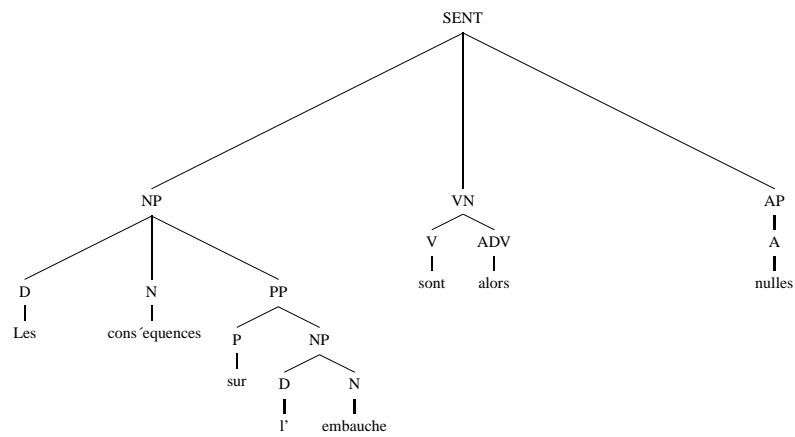 SENT
NP VN AP
V ADV A
sont alors nulles
D N PP
Les cons´equences P NP
sur D N
l' embauche